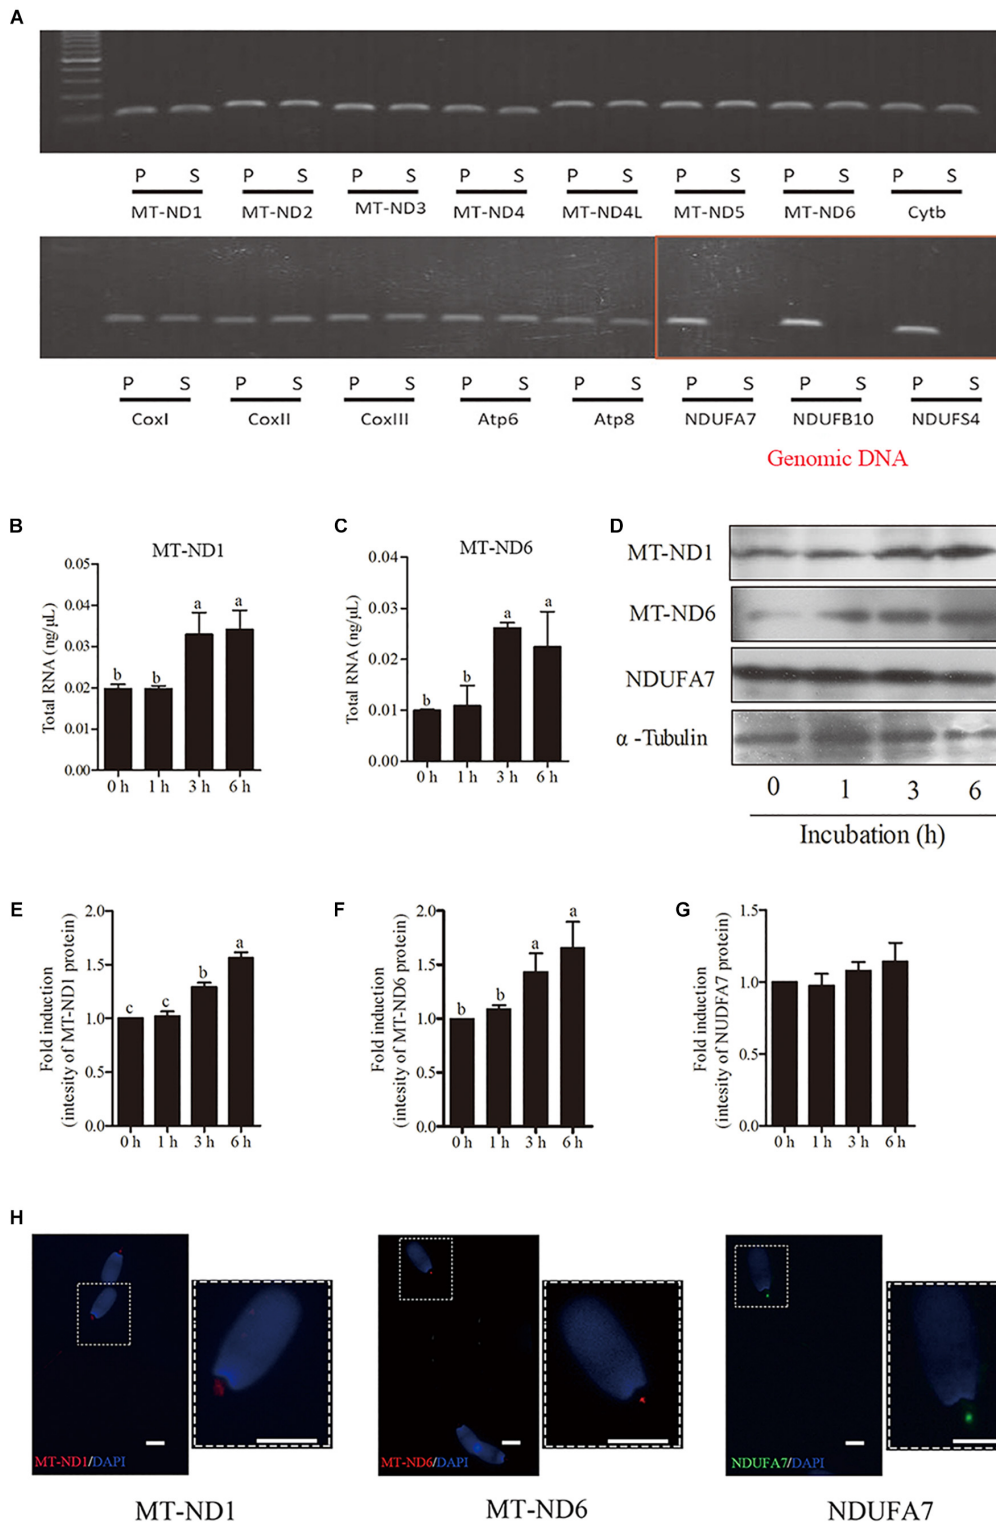 A
P S P S P S P S P S P S P S P S
MT-ND1 MT-ND2 MT-ND3 MT-ND4 MT-ND4L MT-ND5 MT-ND6 Cytb
P S P S P S P S P S P S P S P S
CoxI CoxII CoxIII Atp6 Atp8 NDUFA7 NDUFB10 NDUFS4
Genomic DNA
B
MT-ND1
Total RNA (ng/µL)
0.05
0.04
0.03
0.02
0.01
0.00
b b a a
0 h 1 h 3 h 6 h
C
MT-ND6
Total RNA (ng/µL)
0.04
0.03
0.02
0.01
0.00
b b a a
0 h 1 h 3 h 6 h
D
MT-ND1
MT-ND6
NDUFA7
α -Tubulin
0 1 3 6
Incubation (h)
E
Fold induction
(intesity of MT-ND1 protein)
2.0
1.5
1.0
0.5
0.0
c c b a
0 h 1 h 3 h 6 h
F
Fold induction
(intesity of MT-ND6 protein)
2.0
1.5
1.0
0.5
0.0
b b a a
0 h 1 h 3 h 6 h
G
Fold induction
(intesity of NUDFA7 protein)
1.5
1.0
0.5
0.0
0 h 1 h 3 h 6 h
H
MT-ND1/DAPI
MT-ND6/DAPI
NDUFA7/DAPI
MT-ND1
MT-ND6
NDUFA7